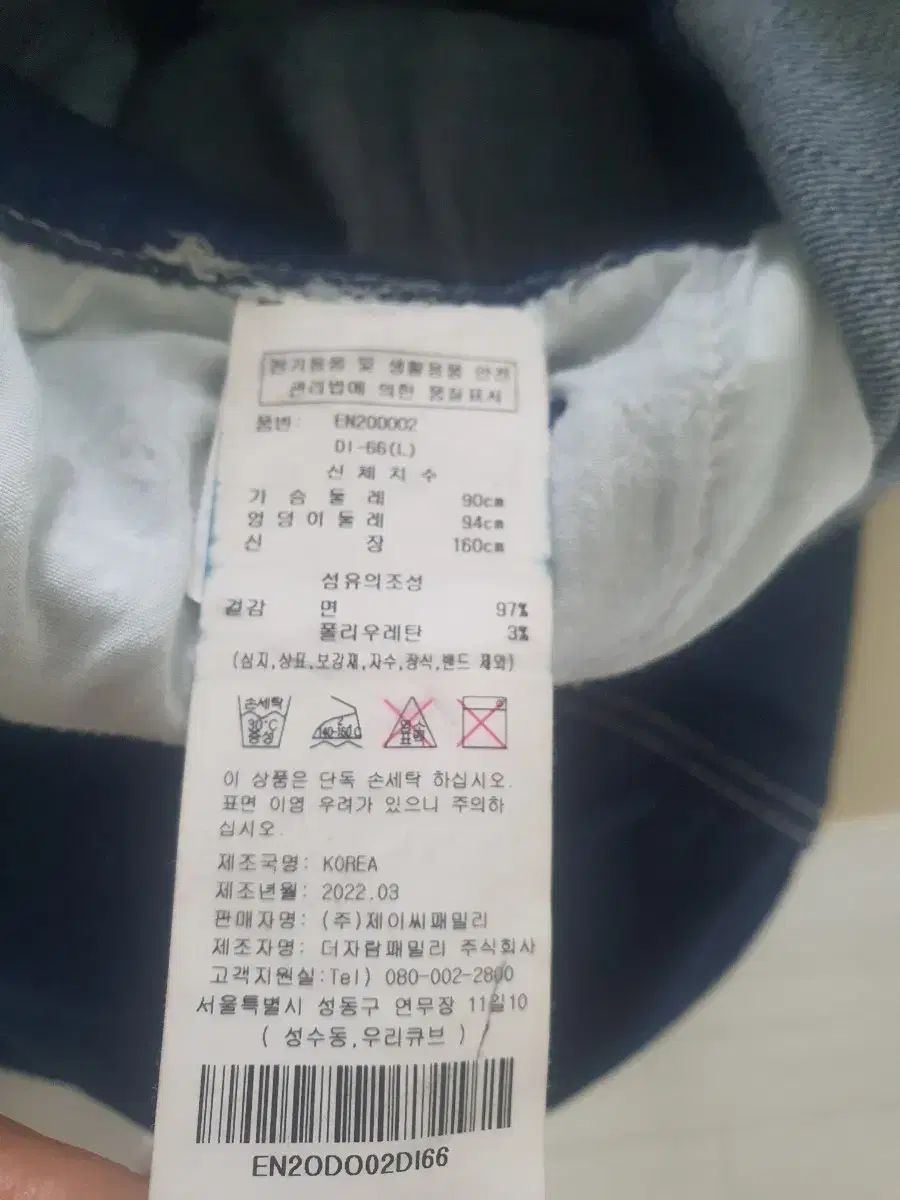 전기용품 및 생활용품 안전
관리법에 의한 품질표시
품번: EN20D002
DI-66(L)
신체치수
가슴둘레 90cm
엉덩이둘레 94cm
신장 160cm
섬유의조성
겉감 면 97%
폴리우레탄 3%
(심지,상표,보강재,자수,장식,밴드 제외)
손세탁
30℃
중성
140-160℃
염소
표백
이 상품은 단독 손세탁 하십시오.
표면 이염 우려가 있으니 주의하
십시오.
제조국명: KOREA
제조년월: 2022.03
판매자명: (주)제이씨패밀리
제조자명: 더자람패밀리 주식회사
고객지원실:Tel) 080-002-2800
서울특별시 성동구 연무장 11길10
( 성수동,우리큐브 )
EN2ODO02DI66